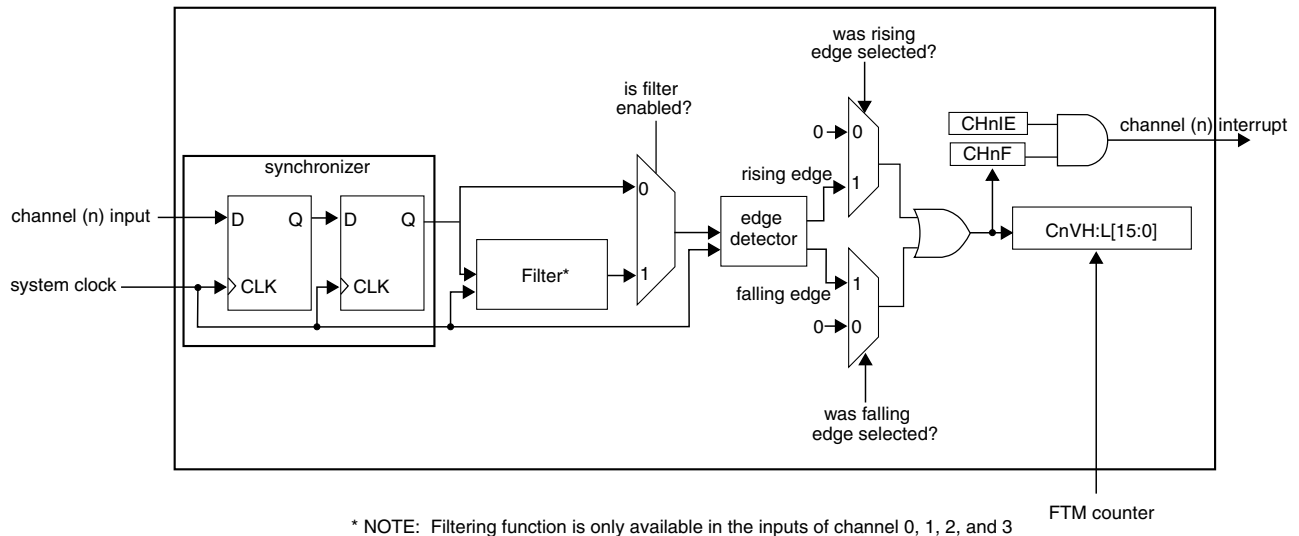 was rising
edge selected?
is filter
enabled?
synchronizer
channel (n) input
system clock
D
Q
CLK
D
Q
CLK
Filter*
0
1
edge
detector
rising edge
falling edge
0
0
1
1
0
0
was falling
edge selected?
CHnIE
CHnF
channel (n) interrupt
CnVH:L[15:0]
FTM counter
* NOTE: Filtering function is only available in the inputs of channel 0, 1, 2, and 3